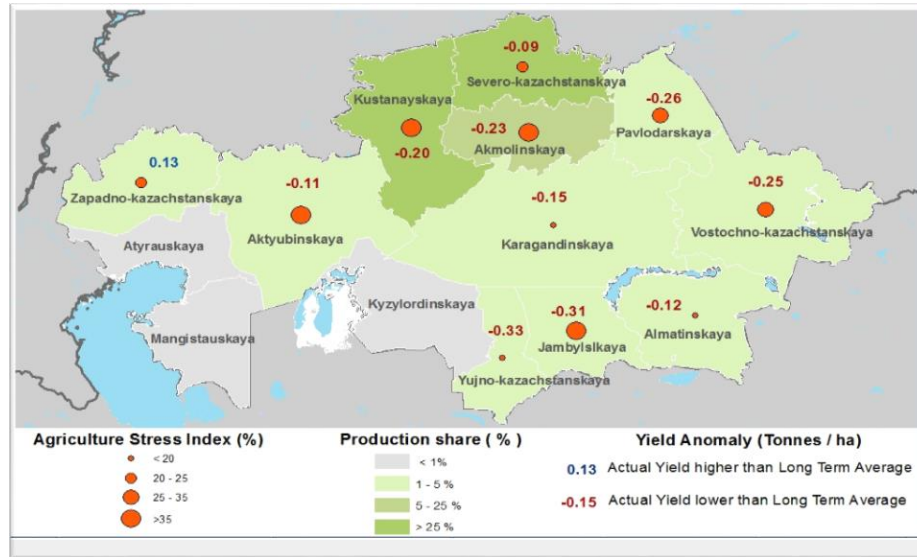 -0.09
Severo-kazachstanskaya
Kustanayskaya
-0.26
-0.23
Pavlodarskaya
Akmolinskaya
-0.20
0.13
Zapadno-kazachstanskaya
-0.11
-0.15
-0.25
Aktyubinskaya
Karagandinskaya
Vostochno-kazachstanskaya
Atyrauskaya
Kyzylordinskaya
-0.31
-0.12
-0.33
Almatinskaya
Mangistauskaya
Jambylslkaya
Yujno-kazachstanskaya
Agriculture Stress Index (%)
< 20
20 - 25
25 - 35
>35
Production share ( % )
< 1%
1 - 5 %
5 - 25 %
> 25 %
Yield Anomaly (Tonnes / ha)
0.13 Actual Yield higher than Long Term Average
-0.15 Actual Yield lower than Long Term Average